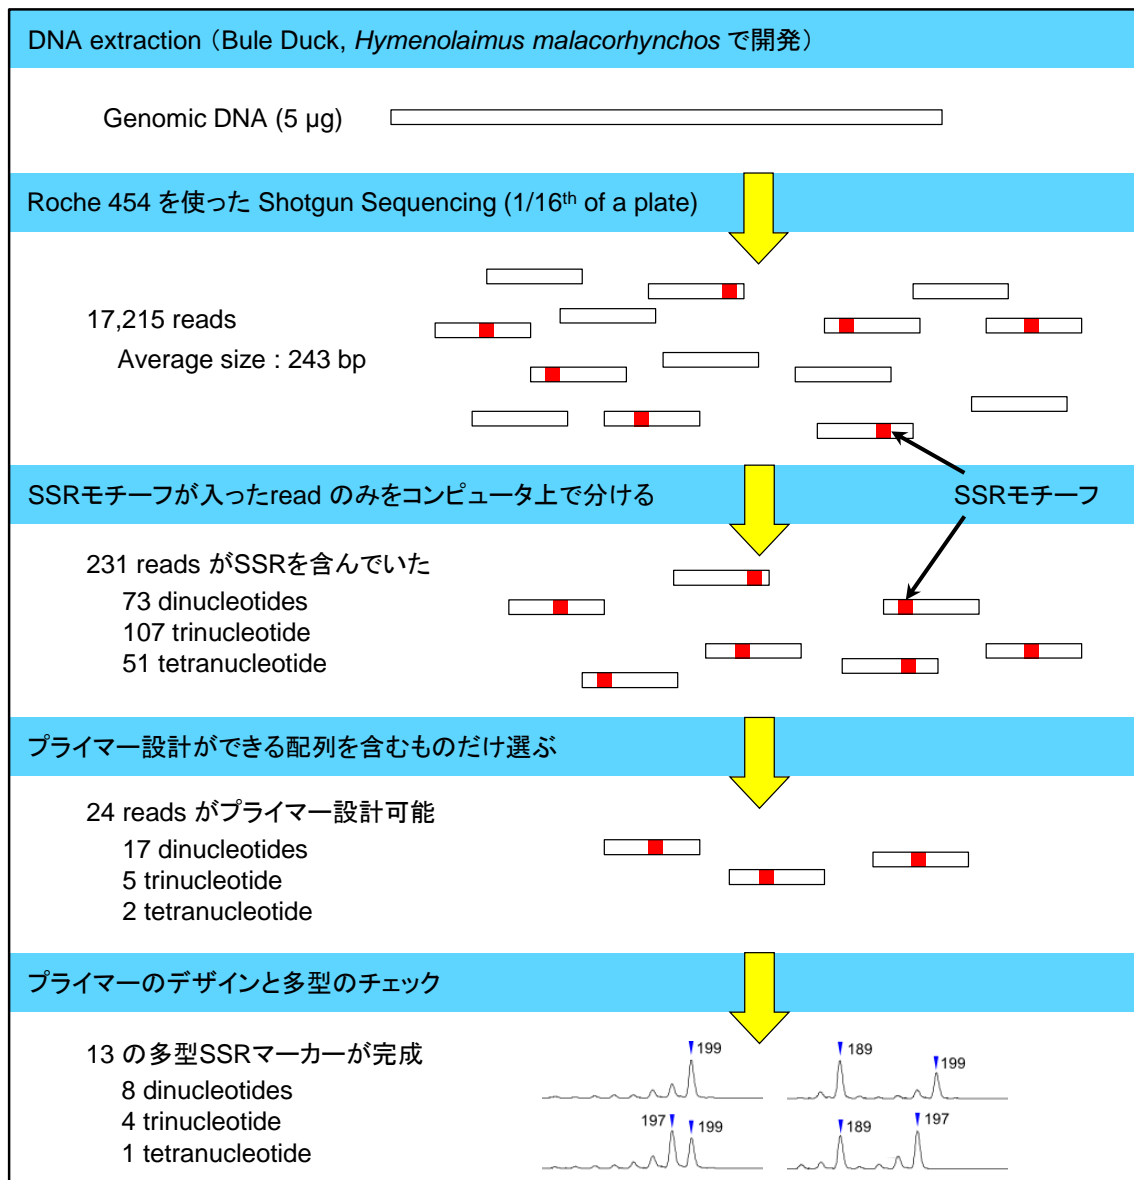 DNA extraction（Bule Duck, Hymenolaimus malacorhynchos で開発）
Genomic DNA (5 µg)
Roche 454 を使った Shotgun Sequencing (1/16th of a plate)
17,215 reads
Average size : 243 bp
SSRモチーフが入ったread のみをコンピュータ上で分ける
SSRモチーフ
231 reads がSSRを含んでいた
73 dinucleotides
107 trinucleotide
51 tetranucleotide
プライマー設計ができる配列を含むものだけ選ぶ
24 reads がプライマー設計可能
17 dinucleotides
5 trinucleotide
2 tetranucleotide
プライマーのデザインと多型のチェック
13 の多型SSRマーカーが完成
8 dinucleotides
4 trinucleotide
1 tetranucleotide
199
189
199
197
199
189
197